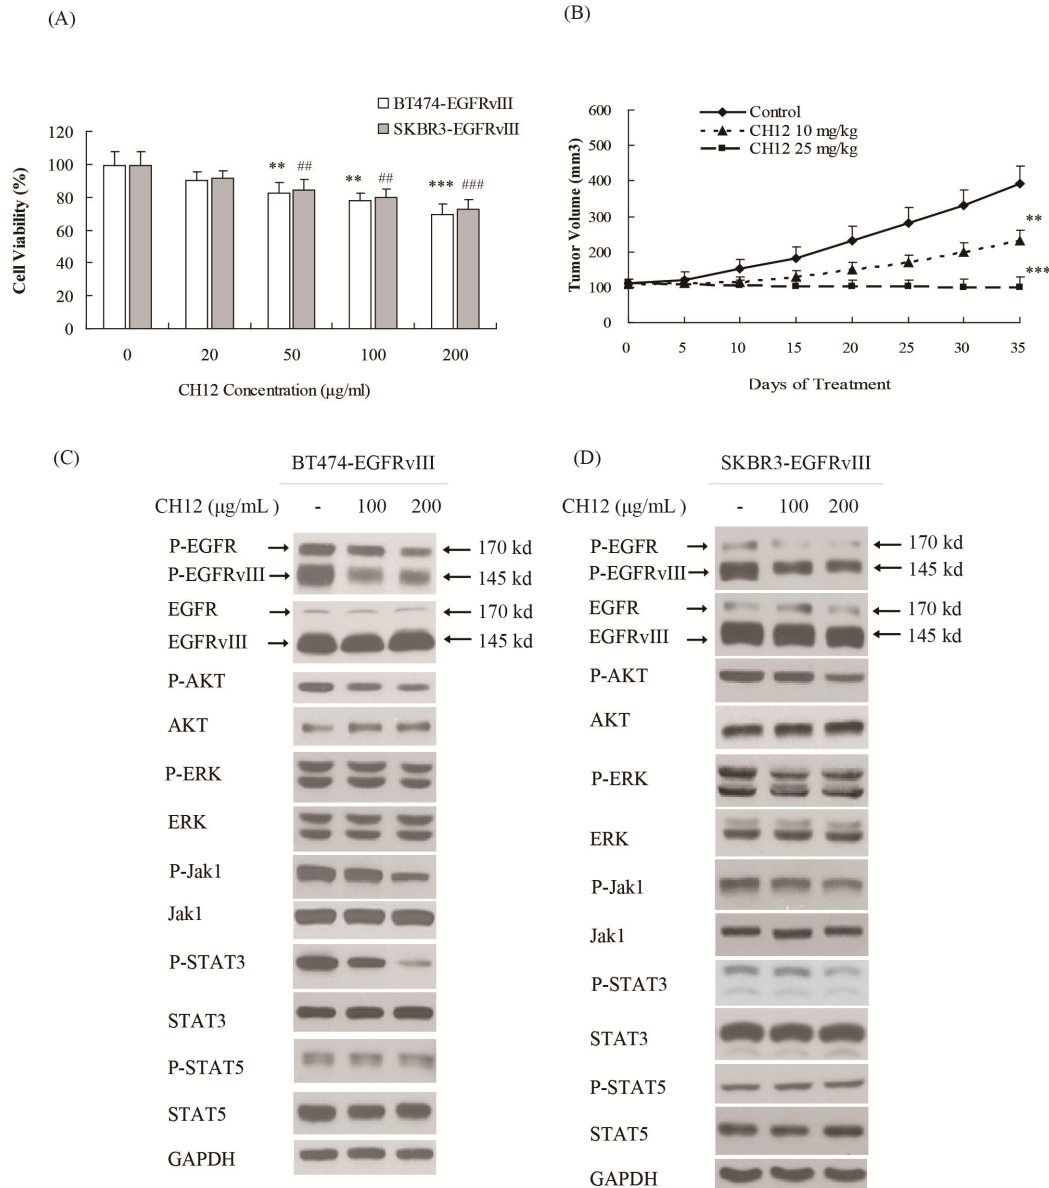 (A)
BT474-EGFRvIII
SKBR3-EGFRvIII
120
100
80
60
40
20
0
Cell Viability (%)
** ##
** ##
*** ###
0 20 50 100 200
CH12 Concentration (µg/ml)
(B)
Control
CH12 10 mg/kg
CH12 25 mg/kg
600
500
400
300
200
100
0
Tumor Volume (mm3)
**
***
0 5 10 15 20 25 30 35
Days of Treatment
(C)
BT474-EGFRvIII
CH12 (µg/mL ) - 100 200
P-EGFR 170 kd
P-EGFRvIII 145 kd
EGFR 170 kd
EGFRvIII 145 kd
P-AKT
AKT
P-ERK
ERK
P-Jak1
Jak1
P-STAT3
STAT3
P-STAT5
STAT5
GAPDH
(D)
SKBR3-EGFRvIII
CH12 (µg/mL ) - 100 200
P-EGFR 170 kd
P-EGFRvIII 145 kd
EGFR 170 kd
EGFRvIII 145 kd
P-AKT
AKT
P-ERK
ERK
P-Jak1
Jak1
P-STAT3
STAT3
P-STAT5
STAT5
GAPDH